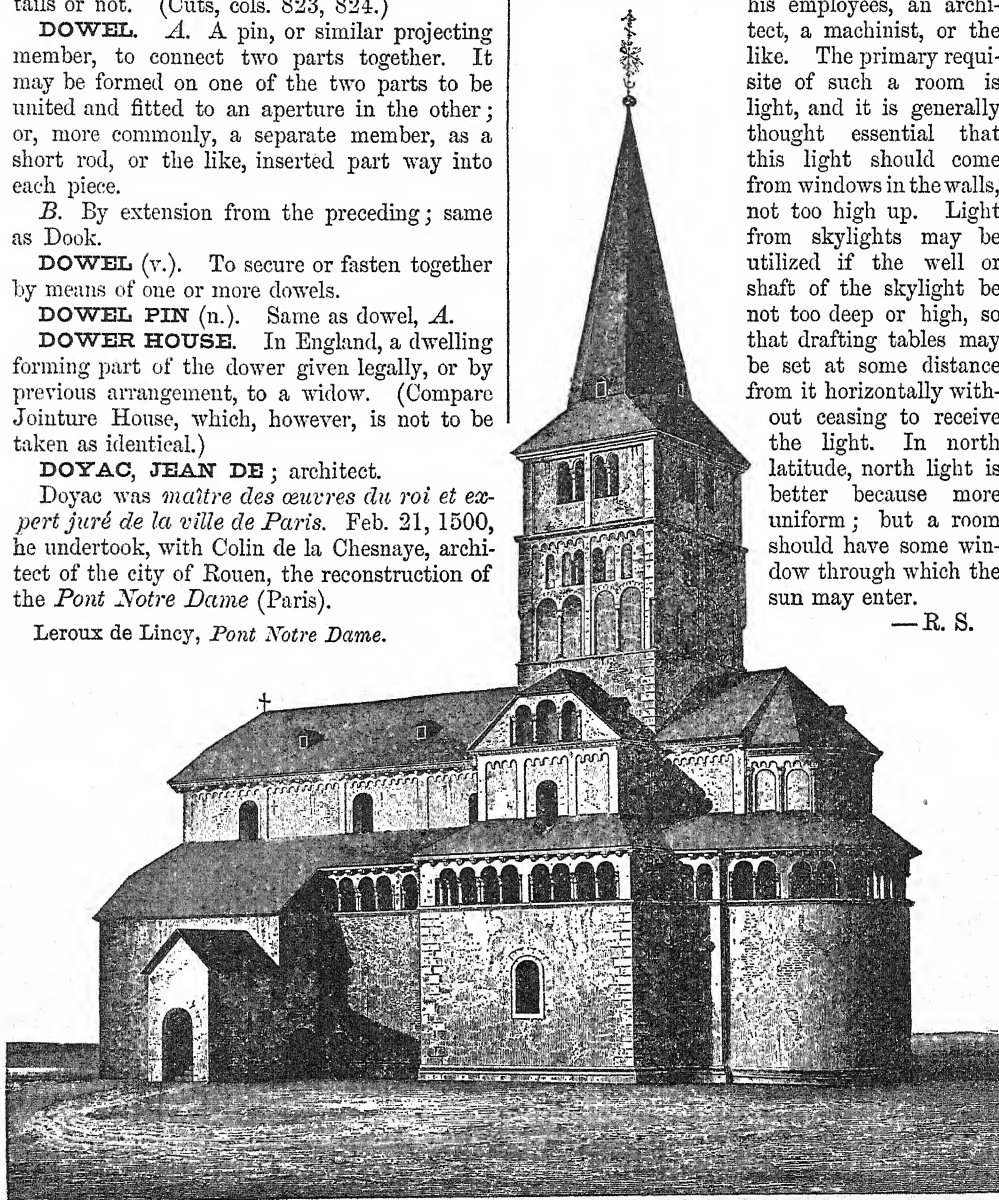 tails or not. (Cuts, cols. 823, 824.)
DOWEL. A. A pin, or similar projecting
member, to connect two parts together. It
may be formed on one of the two parts to be
united and fitted to an aperture in the other;
or, more commonly, a separate member, as a
short rod, or the like, inserted part way into
each piece.
B. By extension from the preceding; same
as Dook.
DOWEL (v.). To secure or fasten together
by means of one or more dowels.
DOWEL PIN (n.). Same as dowel, A.
DOWER HOUSE. In England, a dwelling
forming part of the dower given legally, or by
previous arrangement, to a widow. (Compare
Jointure House, which, however, is not to be
taken as identical.)
DOYAC, JEAN DE; architect.
Doyac was maître des œuvres du roi et ex-
pert juré de la ville de Paris. Feb. 21, 1500,
he undertook, with Colin de la Chesnaye, archi-
tect of the city of Rouen, the reconstruction of
the Pont Notre Dame (Paris).
Leroux de Lincy, Pont Notre Dame.
his employees, an archi-
tect, a machinist, or the
like. The primary requi-
site of such a room is
light, and it is generally
thought essential that
this light should come
from windows in the walls,
not too high up. Light
from skylights may be
utilized if the well or
shaft of the skylight be
not too deep or high, so
that drafting tables may
be set at some distance
from it horizontally with-
out ceasing to receive
the light. In north
latitude, north light is
better because more
uniform; but a room
should have some win-
dow through which the
sun may enter.
— R. S.